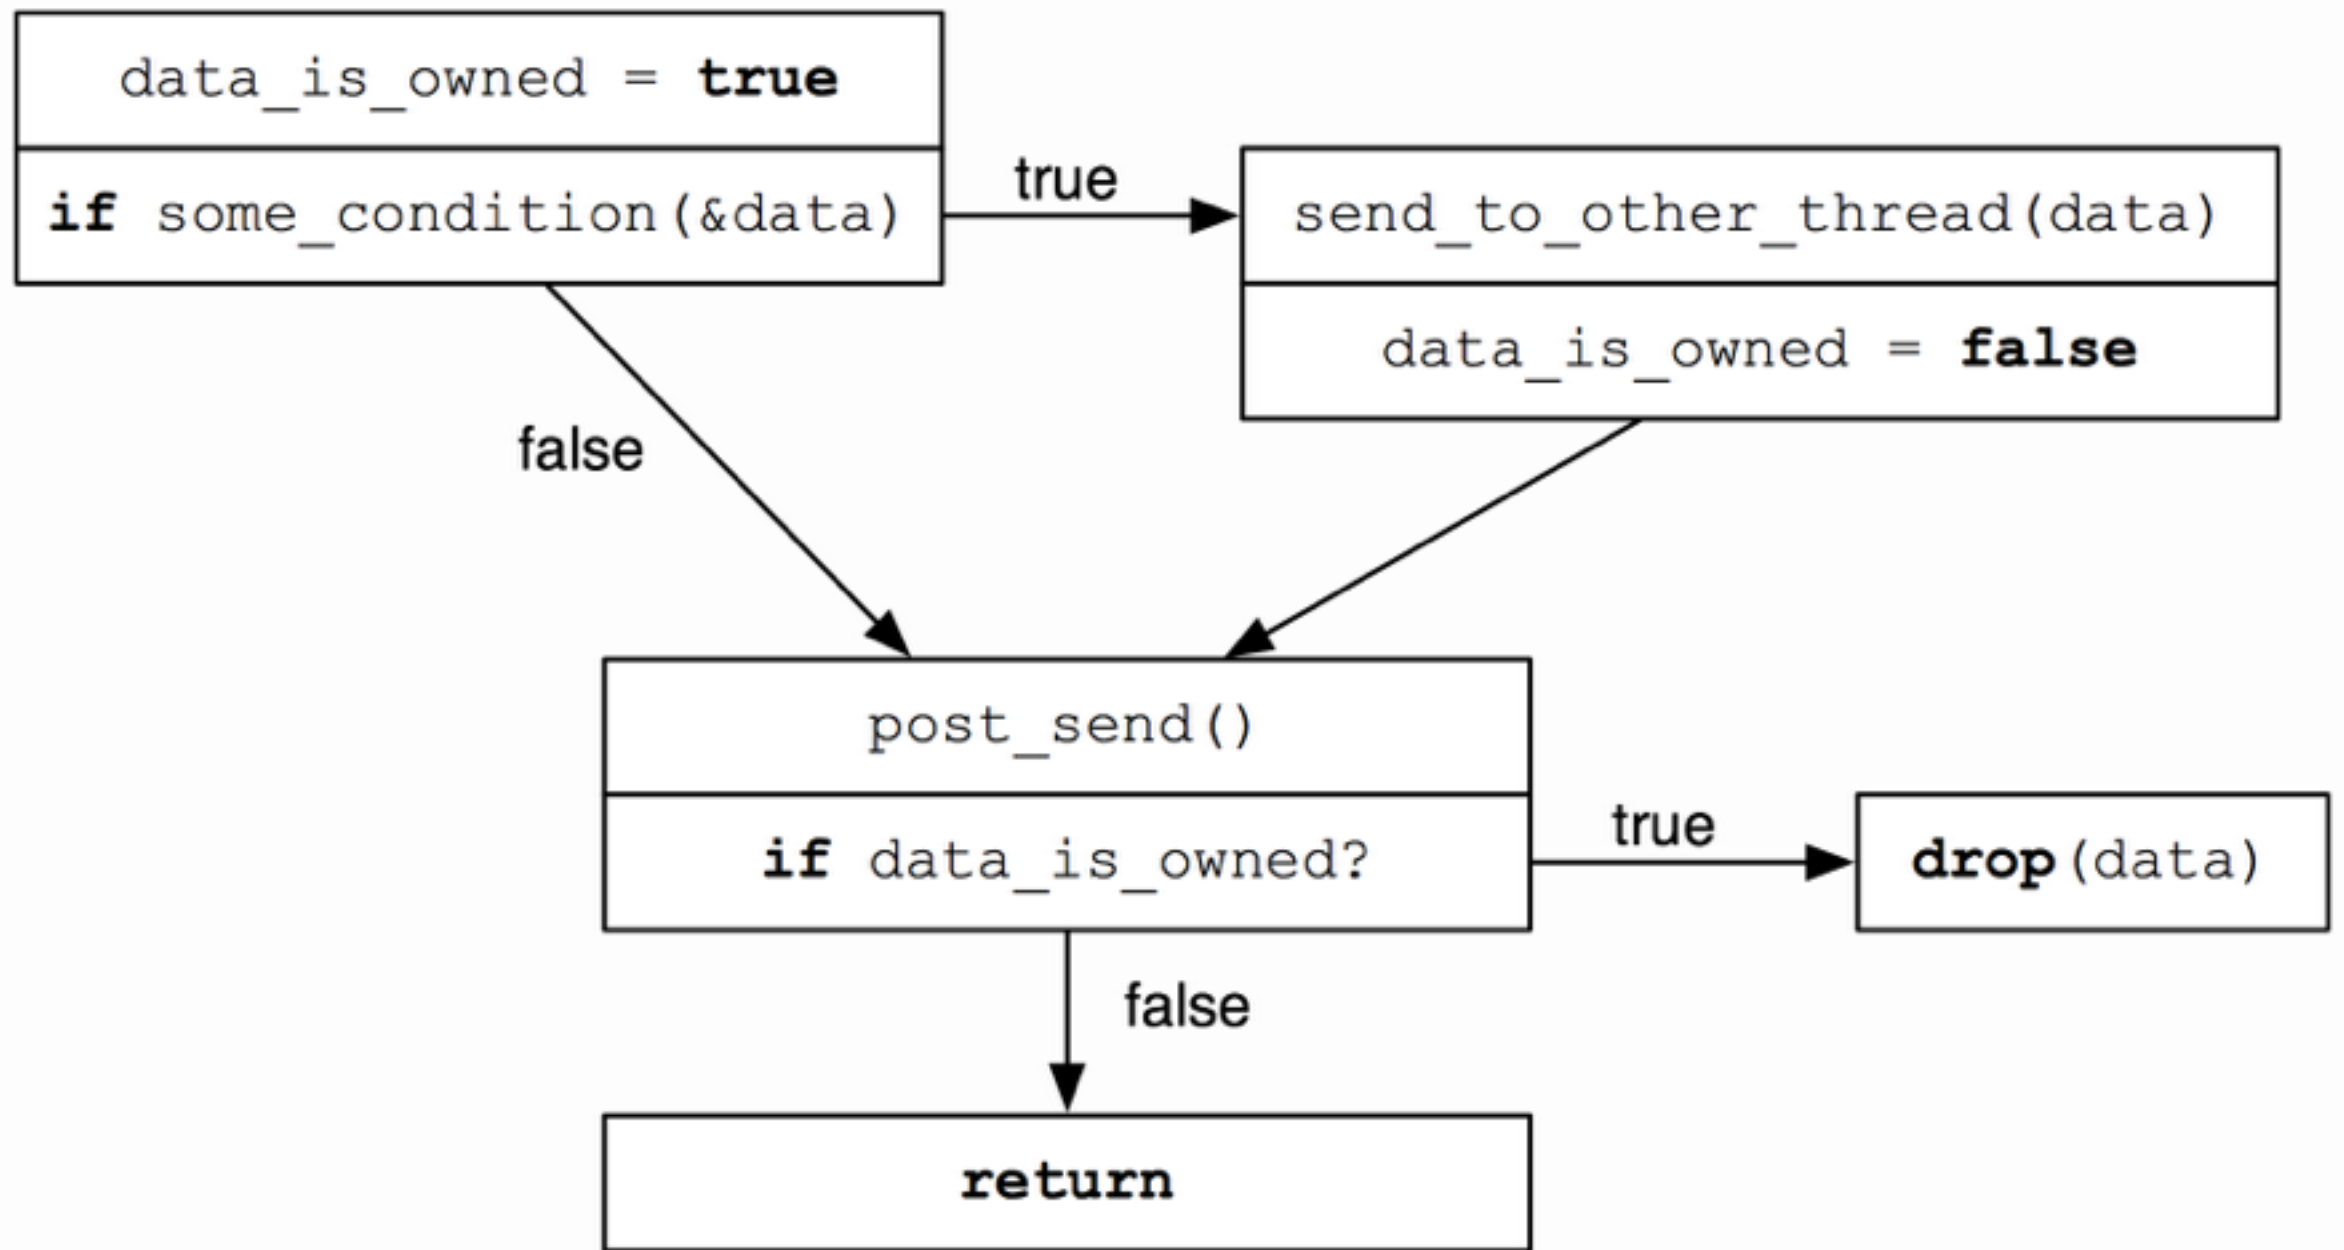 data_is_owned = true
if some_condition(&data)
true
send_to_other_thread(data)
data_is_owned = false
false
post_send()
if data_is_owned?
true
drop(data)
false
return